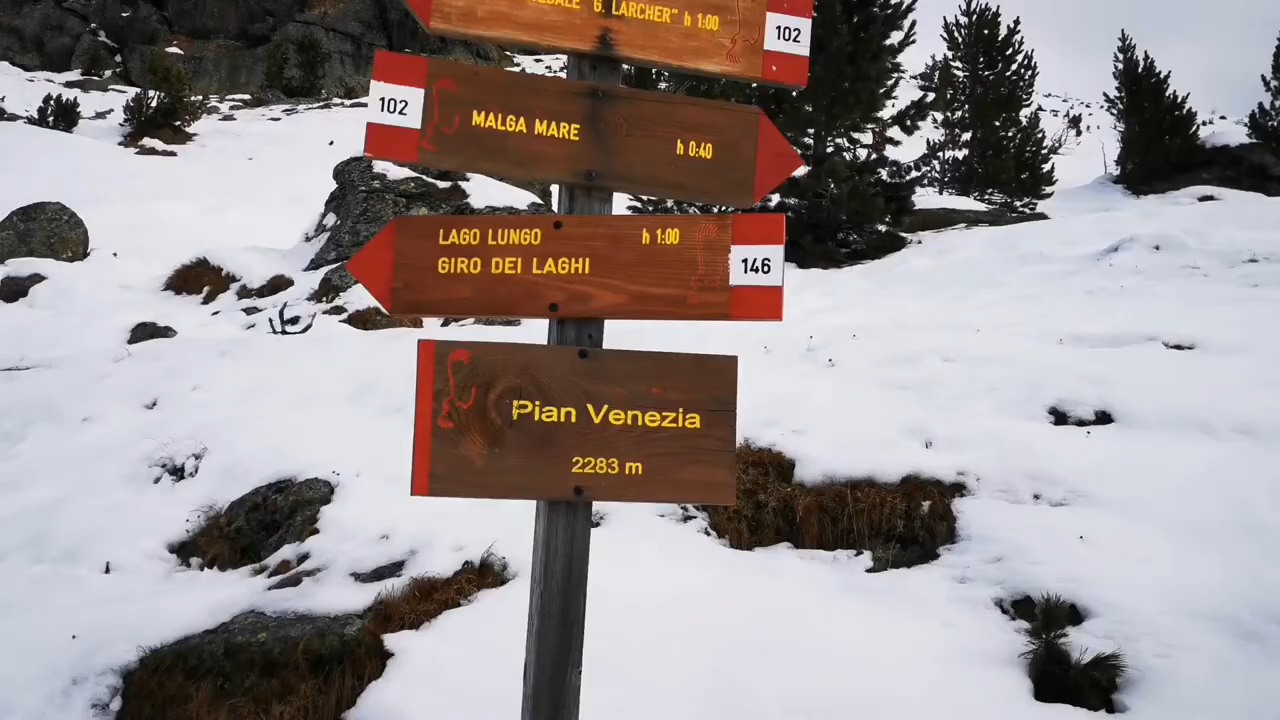 "G. LARCHER" h 1:00
102
102
MALGA MARE
h 0:40
LAGO LUNGO h 1:00
GIRO DEI LAGHI
146
Pian Venezia
2283 m